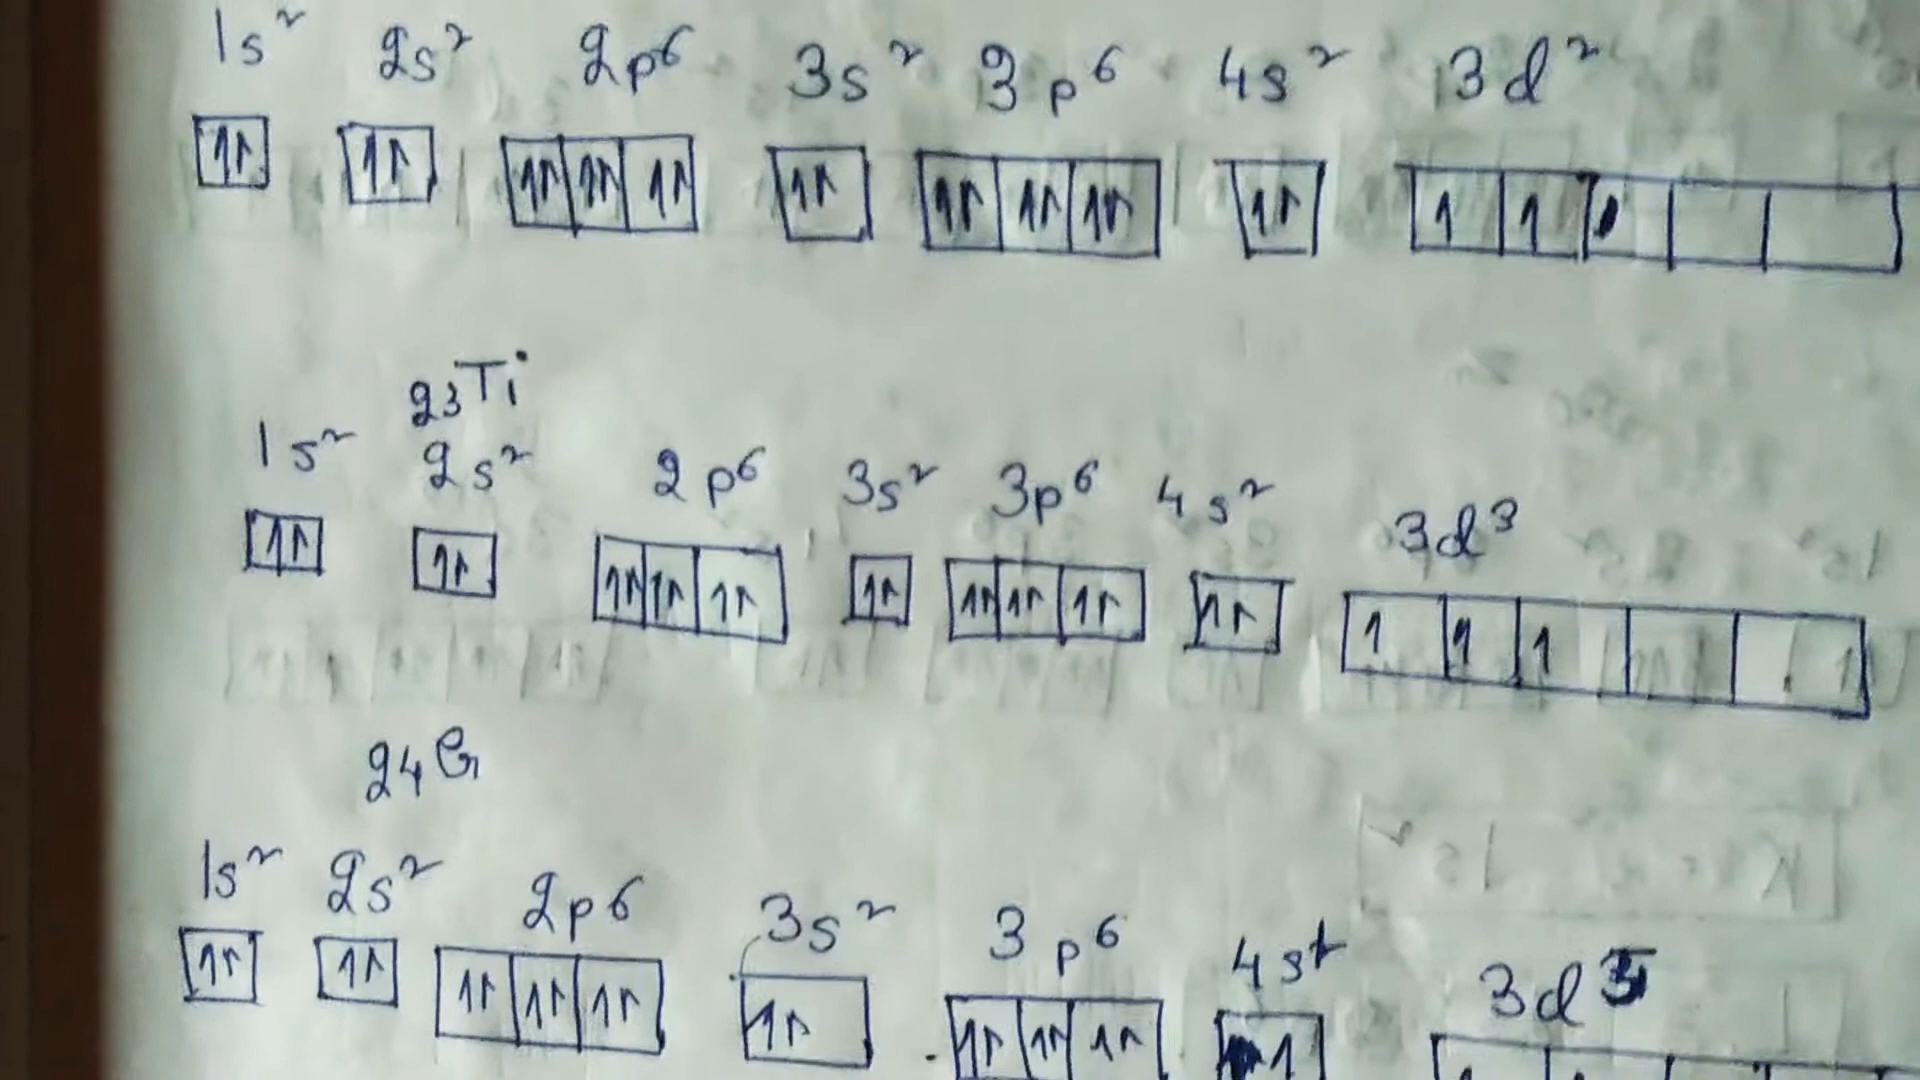 1s² 2s² 2p⁶ 3s² 3p⁶ 4s² 3d²
23Ti
1s² 2s² 2p⁶ 3s² 3p⁶ 4s² 3d³
24Cr
1s² 2s² 2p⁶ 3s² 3p⁶ 4s¹ 3d⁵